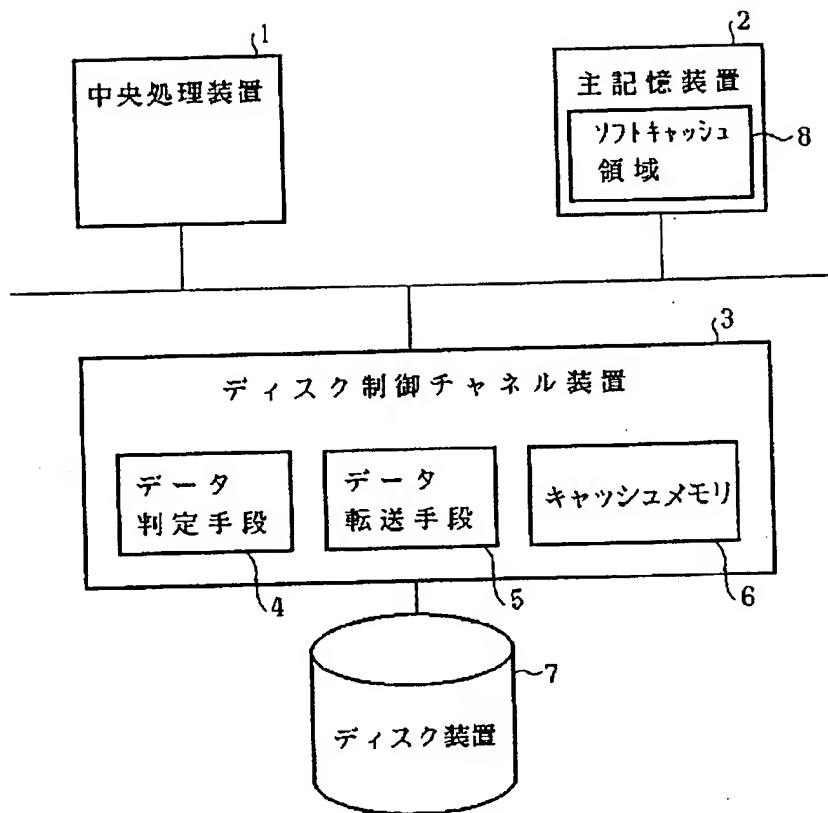 1
中央処理装置
2
主記憶装置
ソフトキャッシュ
領域
8
3
ディスク制御チャネル装置
データ
判定手段
4
データ
転送手段
5
キャッシュメモリ
6
7
ディスク装置